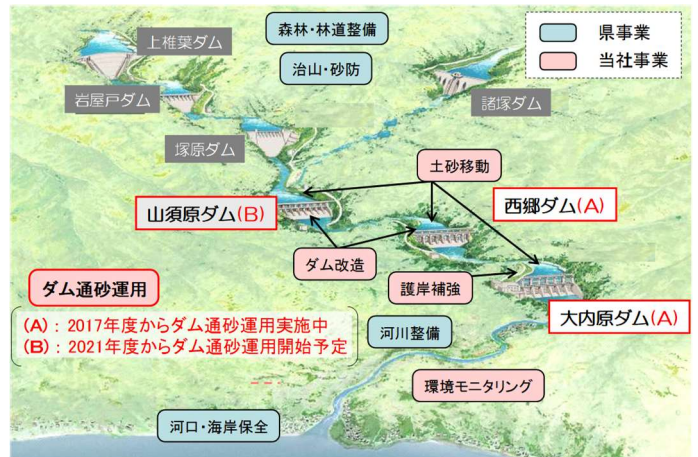 森林・林道整備
県事業
当社事業
上椎葉ダム
治山・砂防
岩屋戸ダム
諸塚ダム
塚原ダム
土砂移動
山須原ダム(B)
西郷ダム(A)
ダム改造
護岸補強
ダム通砂運用
(A)：2017年度からダム通砂運用実施中
(B)：2021年度からダム通砂運用開始予定
大内原ダム(A)
河川整備
環境モニタリング
河口・海岸保全